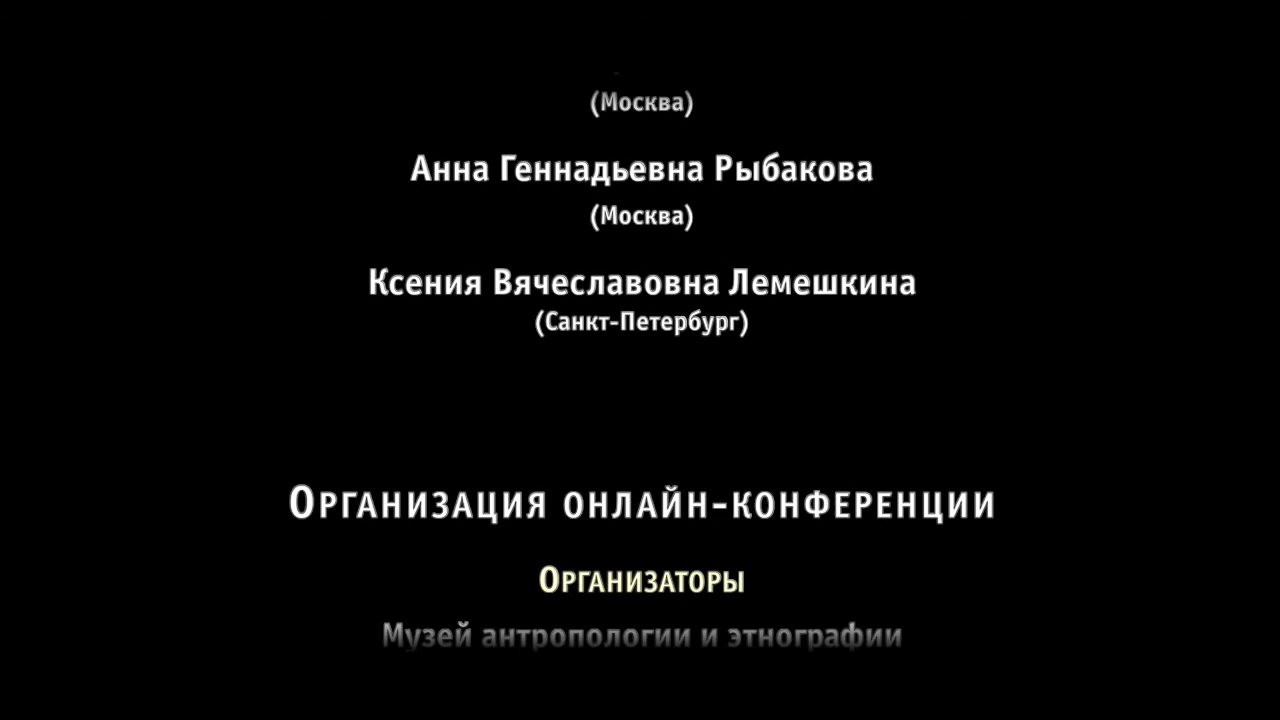 (Москва)
Анна Геннадьевна Рыбакова
(Москва)
Ксения Вячеславовна Лемешкина
(Санкт-Петербург)
Организация онлайн-конференции
Организаторы
Музей антропологии и этнографии